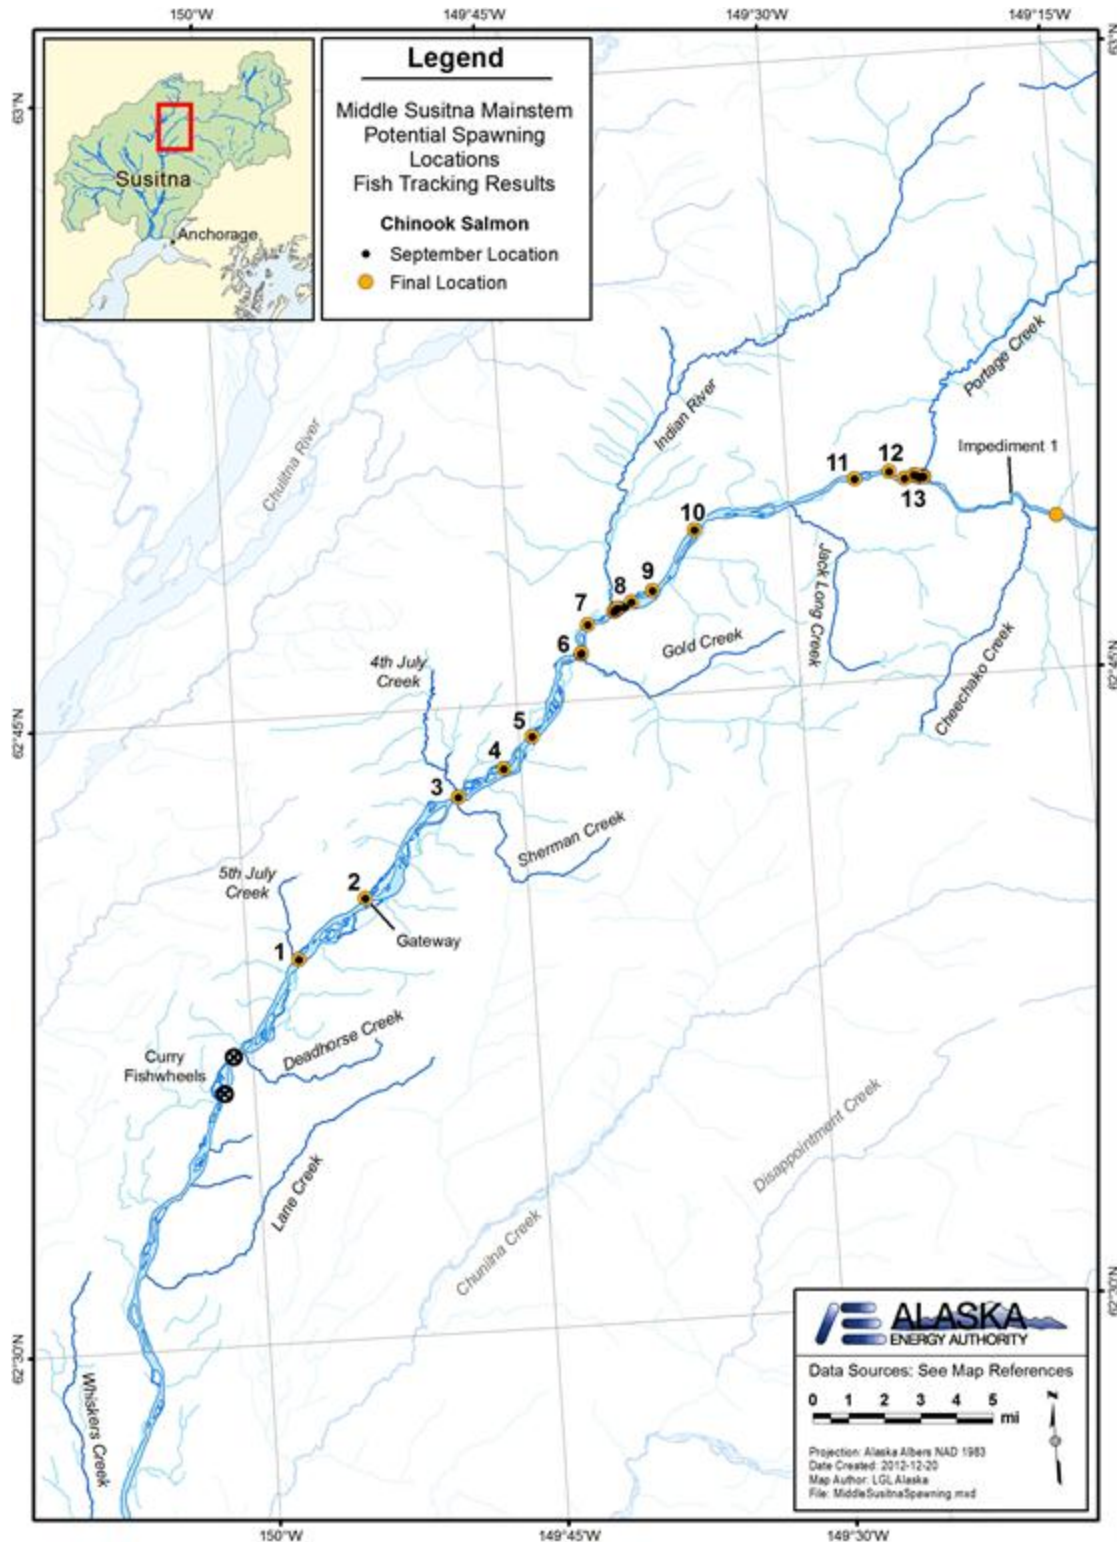 150°W
149°45'W
149°30'W
149°15'W
63°N
63°N
Susitna
Anchorage
Legend
Middle Susitna Mainstem
Potential Spawning
Locations
Fish Tracking Results
Chinook Salmon
September Location
Final Location
Chulitna River
Indian River
Portage Creek
Impediment 1
11
12
13
10
9
8
7
6
Jack Long Creek
Gold Creek
Cheechako Creek
62°45'N
62°45'N
4th July
Creek
5
4
3
Sherman Creek
5th July
Creek
2
Gateway
1
Curry
Fishwheels
Deadhorse Creek
Lane Creek
Disappointment Creek
Chunilna Creek
62°30'N
62°30'N
Whiskers Creek
ALASKA
ENERGY AUTHORITY
Data Sources: See Map References
0 1 2 3 4 5
mi
N
Projection: Alaska Albers NAD 1983
Date Created: 2012-12-20
Map Author: LGL Alaska
File: MiddleSusitnaSpawning.mxd
150°W
149°45'W
149°30'W